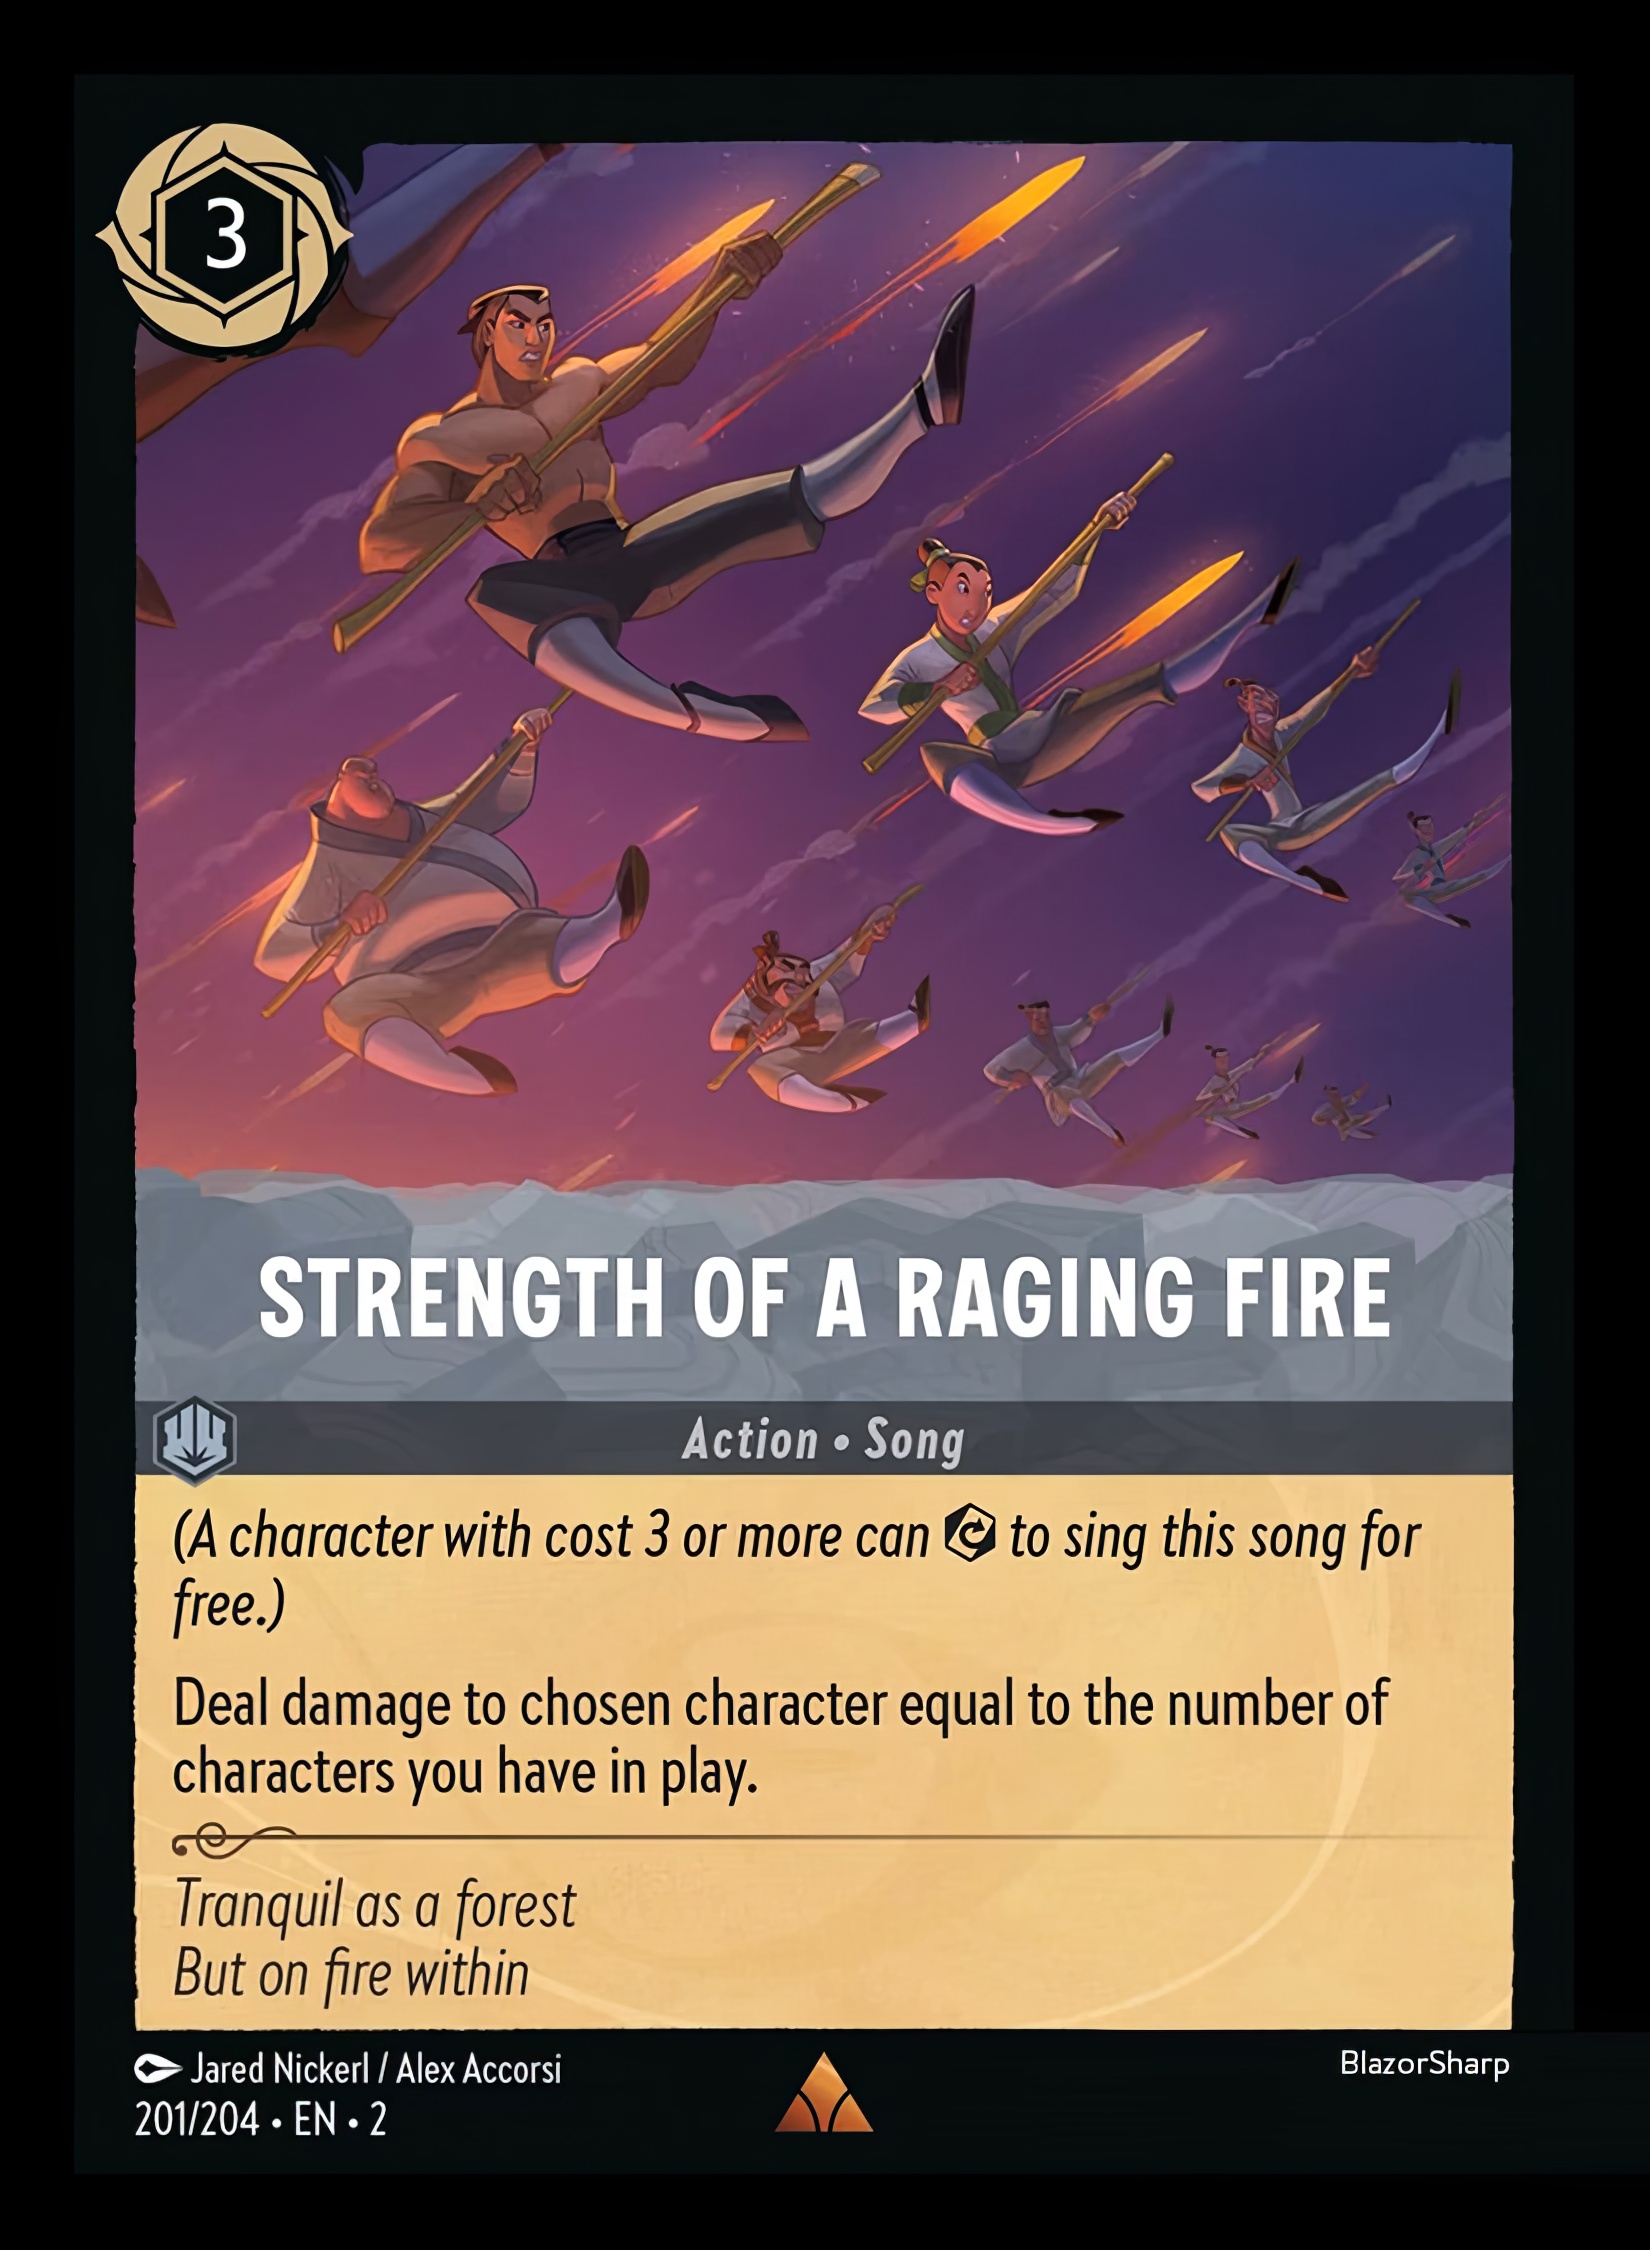 3
STRENGTH OF A RAGING FIRE
Action • Song
(A character with cost 3 or more can to sing this song for
free.)
Deal damage to chosen character equal to the number of
characters you have in play.
Tranquil as a forest
But on fire within
Jared Nickerl / Alex Accorsi
BlazorSharp
201/204 • EN • 2